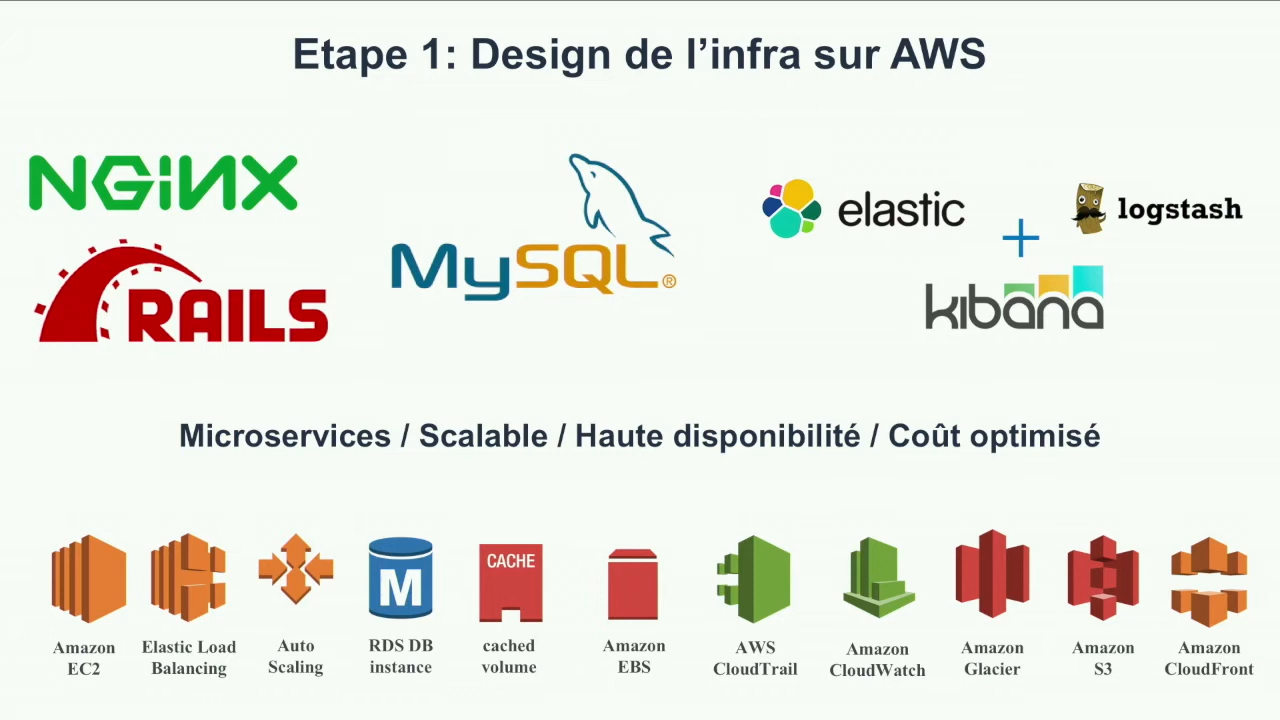 Etape 1: Design de l’infra sur AWS
NGiNX
RAILS
MySQL®
elastic
+
logstash
kibana
Microservices / Scalable / Haute disponibilité / Coût optimisé
M
CACHE
Amazon
EC2
Elastic Load
Balancing
Auto
Scaling
RDS DB
instance
cached
volume
Amazon
EBS
AWS
CloudTrail
Amazon
CloudWatch
Amazon
Glacier
Amazon
S3
Amazon
CloudFront